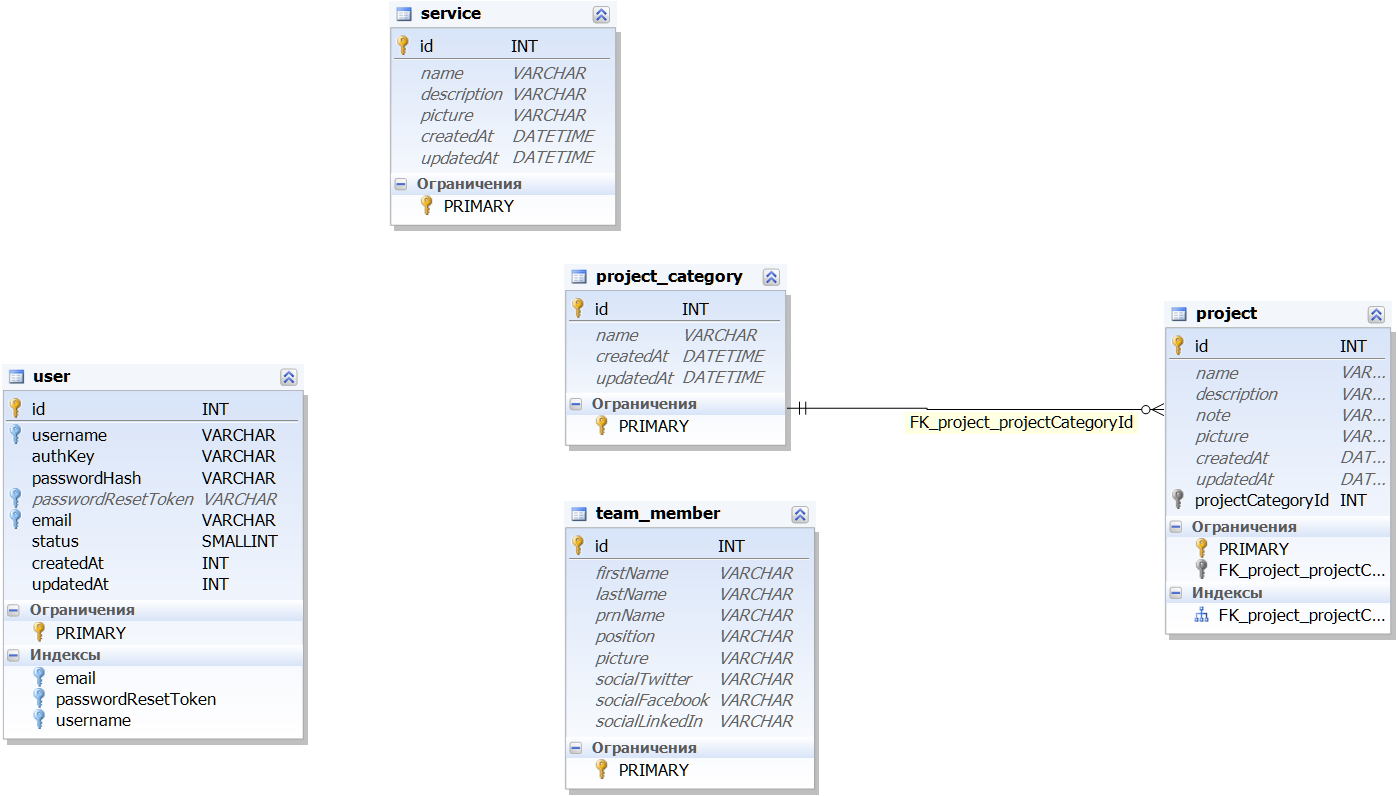 service
id INT
name VARCHAR
description VARCHAR
picture VARCHAR
createdAt DATETIME
updatedAt DATETIME
Ограничения
PRIMARY
project_category
id INT
name VARCHAR
createdAt DATETIME
updatedAt DATETIME
Ограничения
PRIMARY
FK_project_projectCategoryId
project
id INT
name VAR...
description VAR...
note VAR...
picture VAR...
createdAt DAT...
updatedAt DAT...
projectCategoryId INT
Ограничения
PRIMARY
FK_project_projectC...
Индексы
FK_project_projectC...
user
id INT
username VARCHAR
authKey VARCHAR
passwordHash VARCHAR
passwordResetToken VARCHAR
email VARCHAR
status SMALLINT
createdAt INT
updatedAt INT
Ограничения
PRIMARY
Индексы
email
passwordResetToken
username
team_member
id INT
firstName VARCHAR
lastName VARCHAR
prnName VARCHAR
position VARCHAR
picture VARCHAR
socialTwitter VARCHAR
socialFacebook VARCHAR
socialLinkedIn VARCHAR
Ограничения
PRIMARY